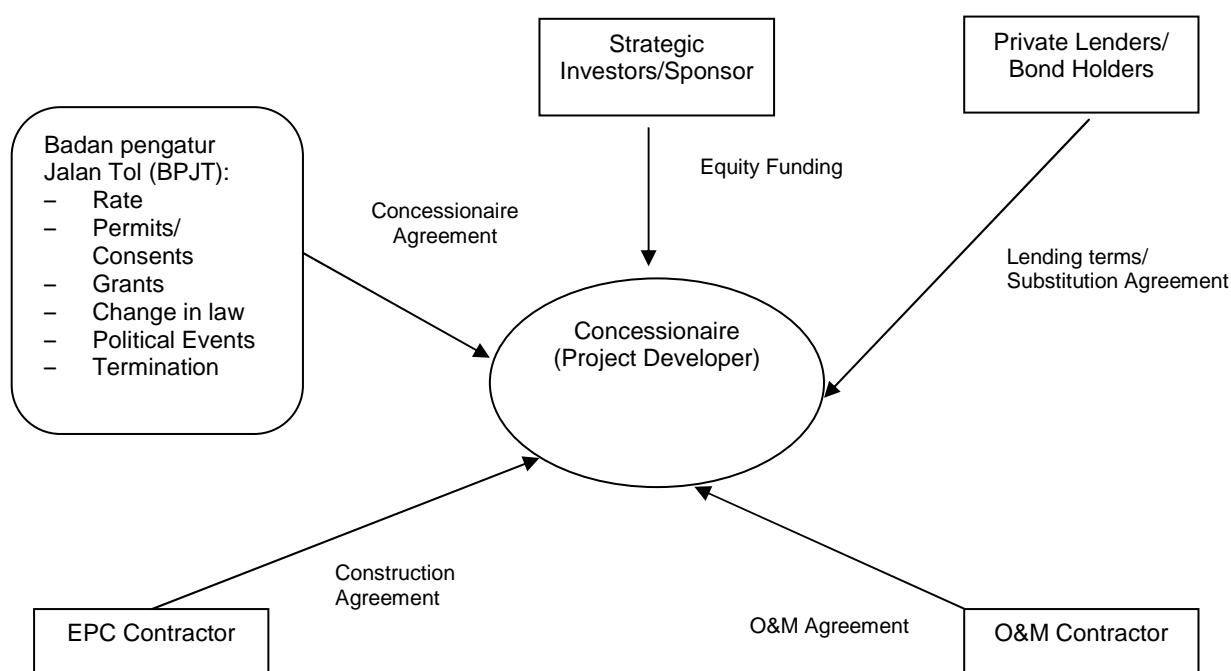 Strategic
Investors/Sponsor
Private Lenders/
Bond Holders
Badan pengatur
Jalan Tol (BPJT):
– Rate
– Permits/
Consents
– Grants
– Change in law
– Political Events
– Termination
Equity Funding
Concessionaire
Agreement
Lending terms/
Substitution Agreement
Concessionaire
(Project Developer)
Construction
Agreement
O&M Agreement
EPC Contractor
O&M Contractor